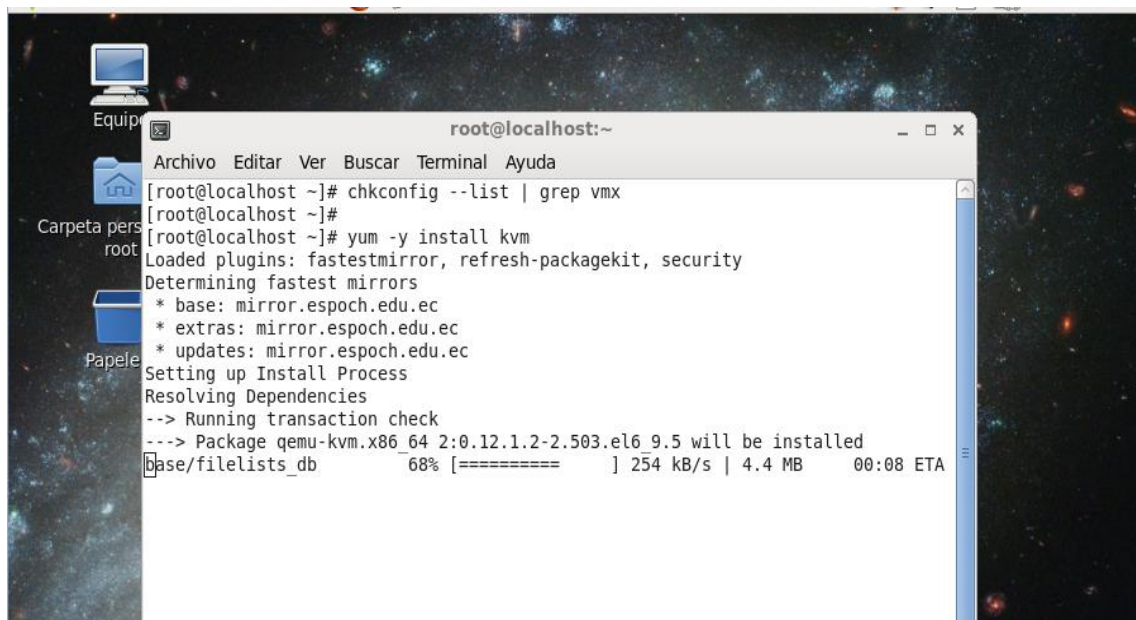 Equipo
root@localhost:~
Archivo Editar Ver Buscar Terminal Ayuda
[root@localhost ~]# chkconfig --list | grep vmx
[root@localhost ~]#
[root@localhost ~]# yum -y install kvm
Loaded plugins: fastestmirror, refresh-packagekit, security
Determining fastest mirrors
 * base: mirror.espoch.edu.ec
 * extras: mirror.espoch.edu.ec
 * updates: mirror.espoch.edu.ec
Setting up Install Process
Resolving Dependencies
--> Running transaction check
---> Package qemu-kvm.x86_64 2:0.12.1.2-2.503.el6_9.5 will be installed
base/filelists_db 68% [========== ] 254 kB/s | 4.4 MB 00:08 ETA
Carpeta pers
root
Papele